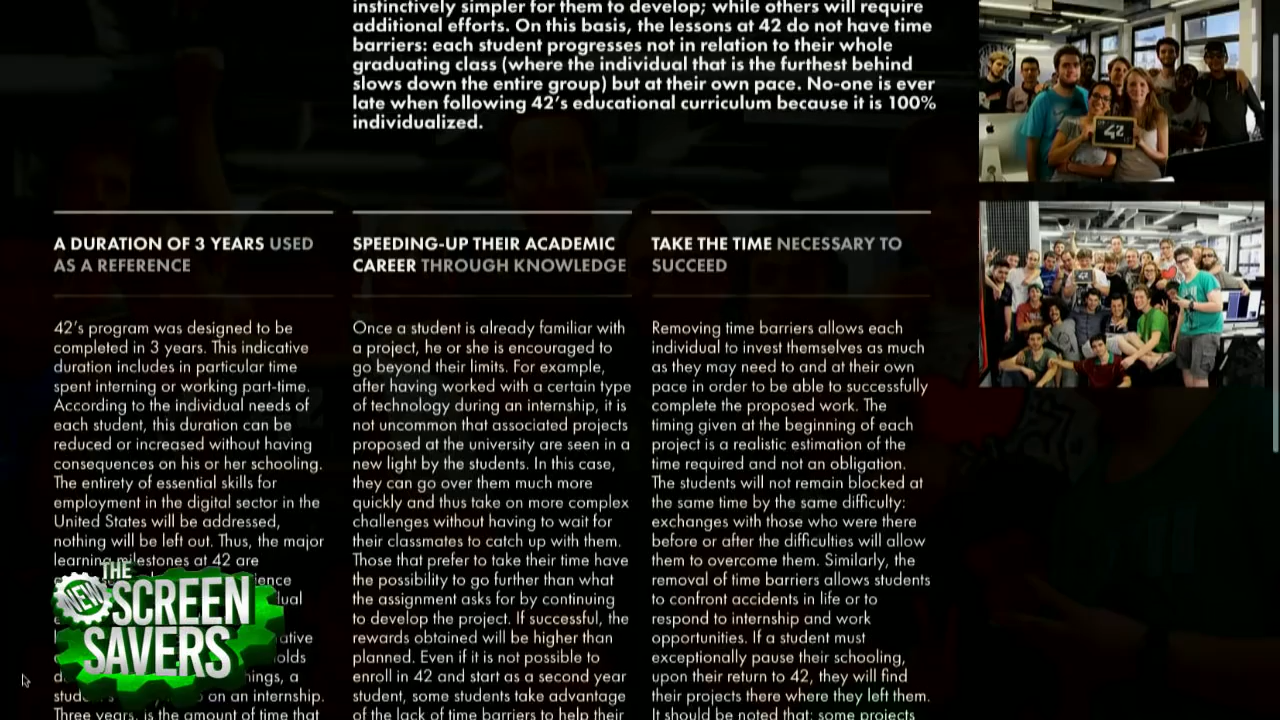 instinctively simpler for them to develop; while others will require
additional efforts. On this basis, the lessons at 42 do not have time
barriers: each student progresses not in relation to their whole
graduating class (where the individual that is the furthest behind
slows down the entire group) but at their own pace. No-one is ever
late when following 42's educational curriculum because it is 100%
individualized.
A DURATION OF 3 YEARS USED
AS A REFERENCE
42's program was designed to be
completed in 3 years. This indicative
duration includes in particular time
spent interning or working part-time.
According to the individual needs of
each student, this duration can be
reduced or increased without having
consequences on his or her schooling.
The entirety of essential skills for
employment in the digital sector in the
United States will be addressed,
nothing will be left out. Thus, the major
learning milestones at 42 are
on an internship.
Three years, is the amount of time that
SPEEDING-UP THEIR ACADEMIC
CAREER THROUGH KNOWLEDGE
Once a student is already familiar with
a project, he or she is encouraged to
go beyond their limits. For example,
after having worked with a certain type
of technology during an internship, it is
not uncommon that associated projects
proposed at the university are seen in a
new light by the students. In this case,
they can go over them much more
quickly and thus take on more complex
challenges without having to wait for
their classmates to catch up with them.
Those that prefer to take their time have
the possibility to go further than what
the assignment asks for by continuing
to develop the project. If successful, the
rewards obtained will be higher than
planned. Even if it is not possible to
enroll in 42 and start as a second year
student, some students take advantage
of the lack of time barriers to help their
TAKE THE TIME NECESSARY TO
SUCCEED
Removing time barriers allows each
individual to invest themselves as much
as they may need to and at their own
pace in order to be able to successfully
complete the proposed work. The
timing given at the beginning of each
project is a realistic estimation of the
time required and not an obligation.
The students will not remain blocked at
the same time by the same difficulty:
exchanges with those who were there
before or after the difficulties will allow
them to overcome them. Similarly, the
removal of time barriers allows students
to confront accidents in life or to
respond to internship and work
opportunities. If a student must
exceptionally pause their schooling,
upon their return to 42, they will find
their projects there where they left them.
It should be noted that: some projects
42
THE
NEW
SCREEN
SAVERS